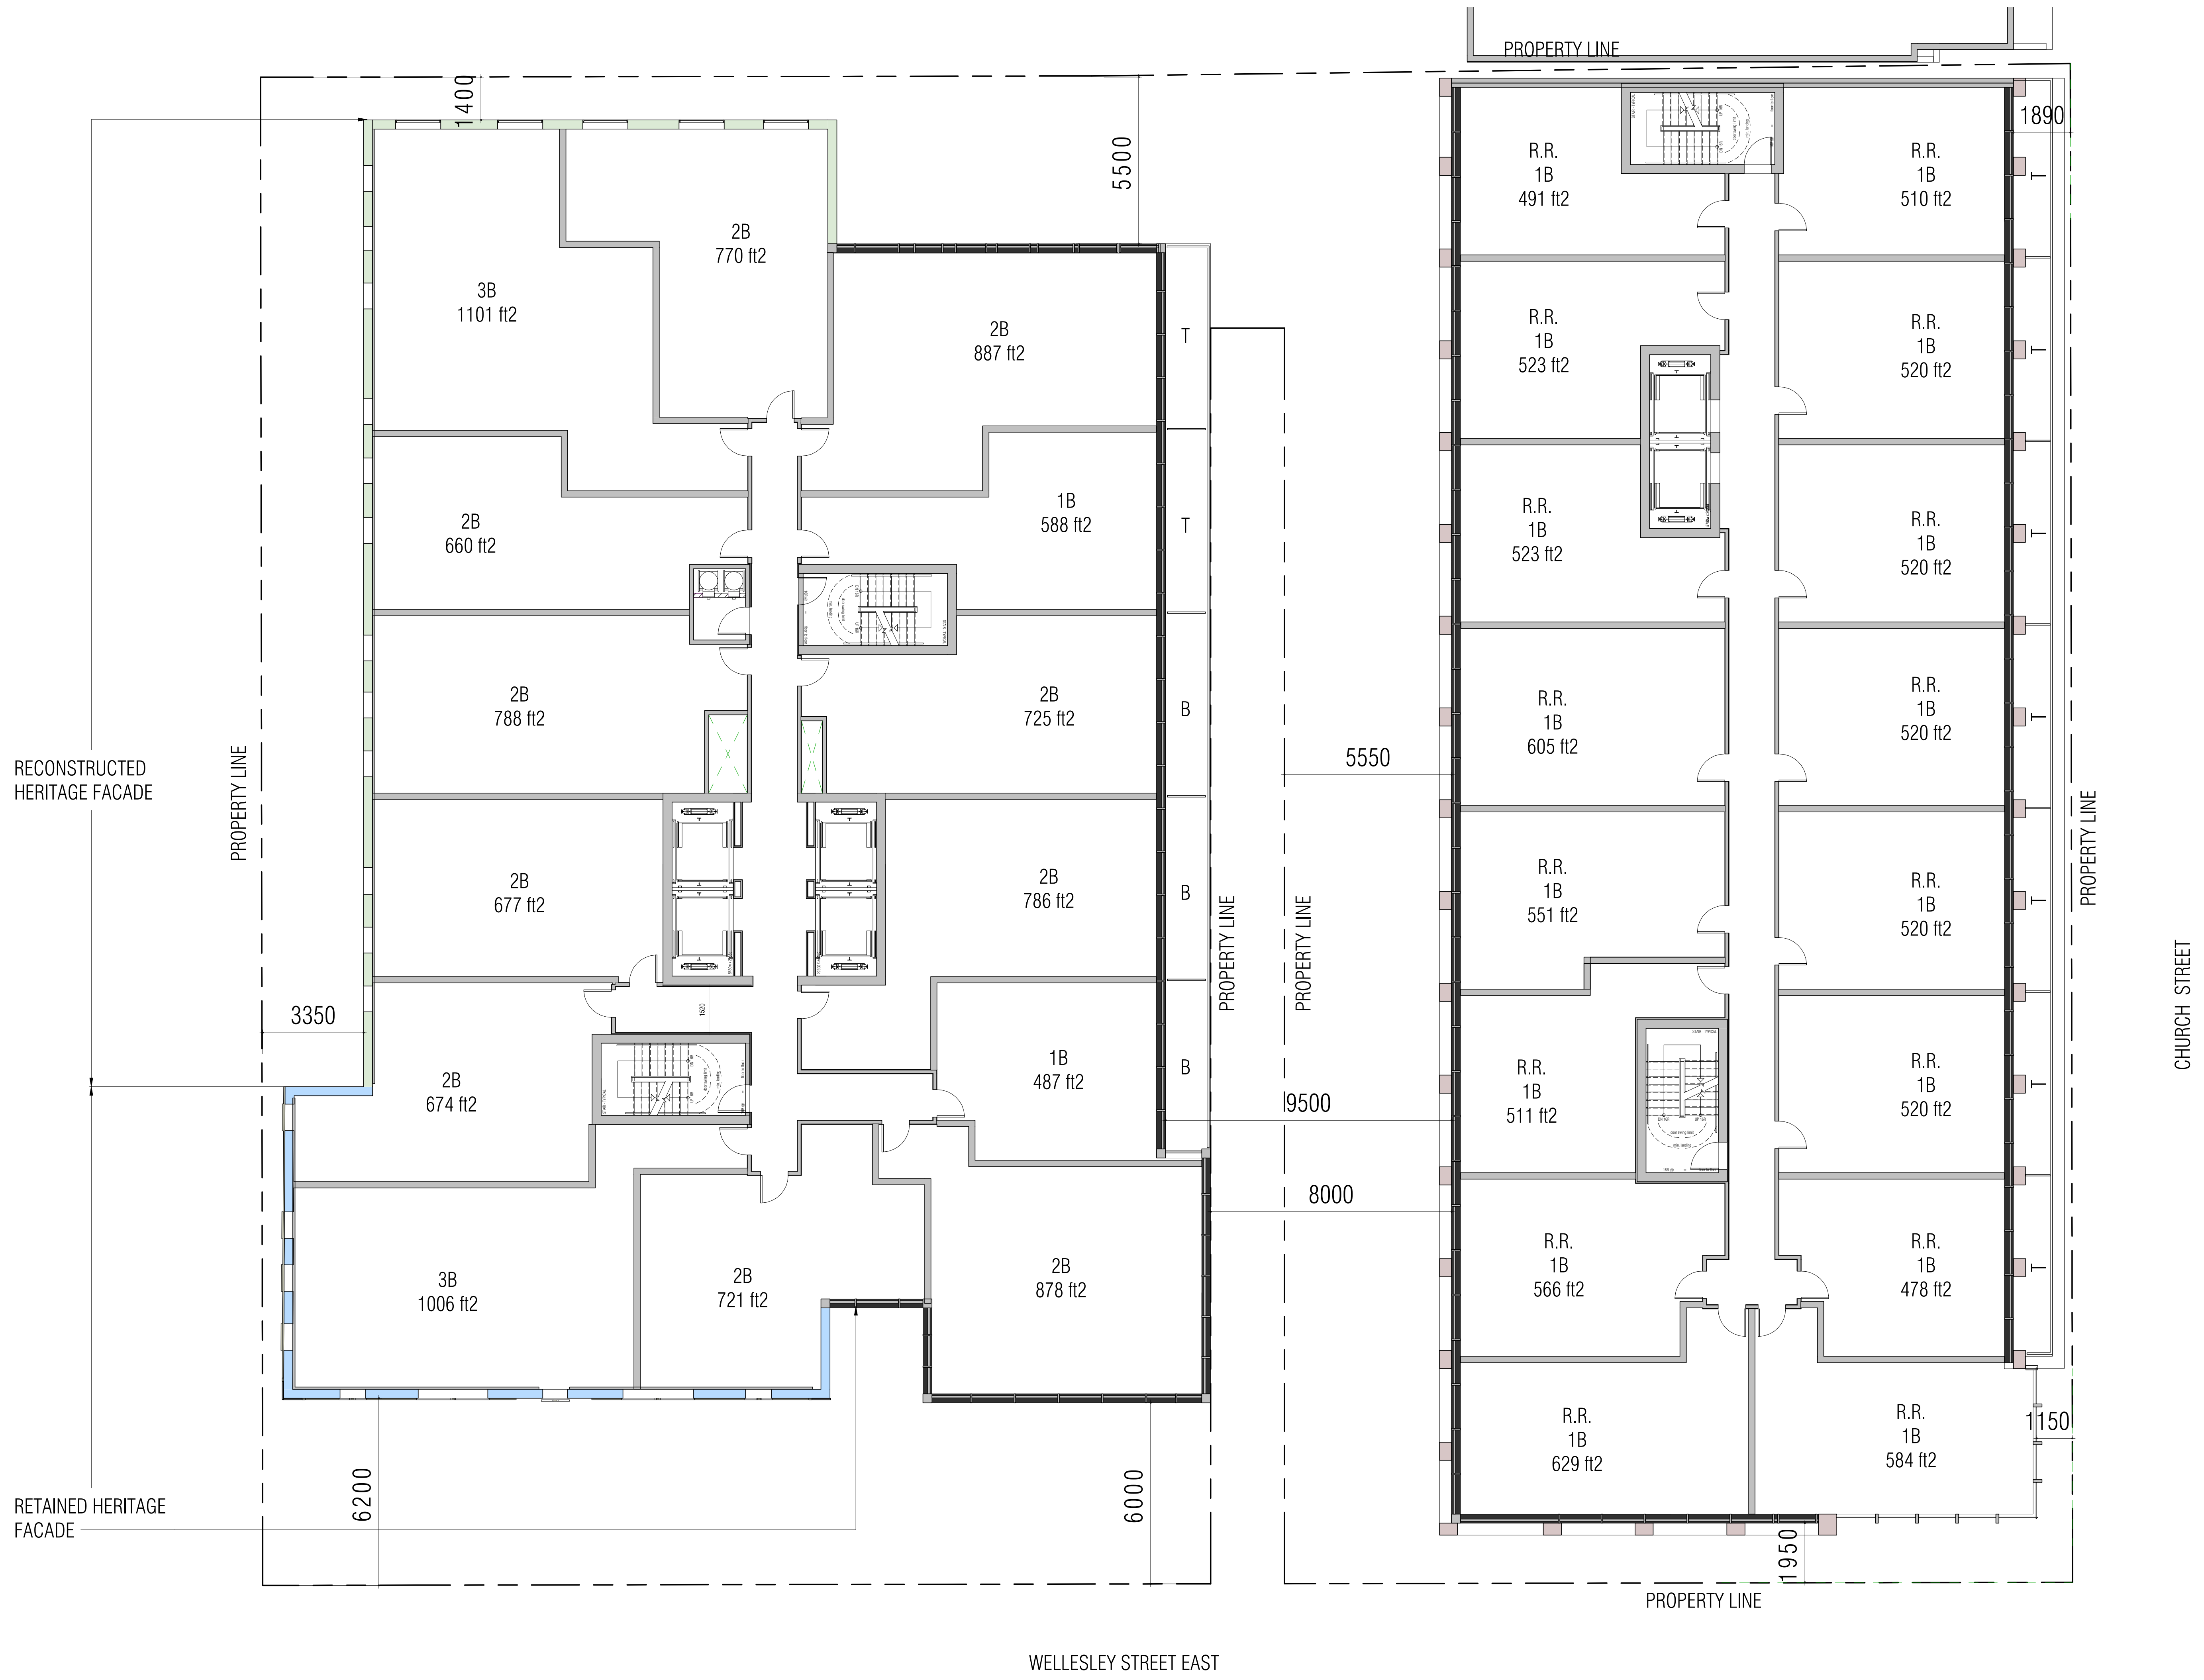 PROPERTY LINE
1400
5500
1890
2B
770 ft2
3B
1101 ft2
2B
887 ft2
T
1B
588 ft2
T
2B
660 ft2
2B
788 ft2
2B
725 ft2
B
2B
677 ft2
2B
786 ft2
B
1520
2B
674 ft2
1B
487 ft2
B
3B
1006 ft2
2B
721 ft2
2B
878 ft2
RECONSTRUCTED
HERITAGE FACADE
PROPERTY LINE
3350
RETAINED HERITAGE
FACADE
6200
6000
PROPERTY LINE
PROPERTY LINE
5550
9500
8000
R.R.
1B
491 ft2
STAIR - TYPICAL
R.R.
1B
510 ft2
T
R.R.
1B
523 ft2
R.R.
1B
520 ft2
T
R.R.
1B
523 ft2
R.R.
1B
520 ft2
T
R.R.
1B
605 ft2
R.R.
1B
520 ft2
T
R.R.
1B
551 ft2
R.R.
1B
520 ft2
T
R.R.
1B
511 ft2
STAIR - TYPICAL
R.R.
1B
520 ft2
T
R.R.
1B
566 ft2
R.R.
1B
478 ft2
T
R.R.
1B
629 ft2
R.R.
1B
584 ft2
1150
1950
PROPERTY LINE
CHURCH STREET
PROPERTY LINE
WELLESLEY STREET EAST